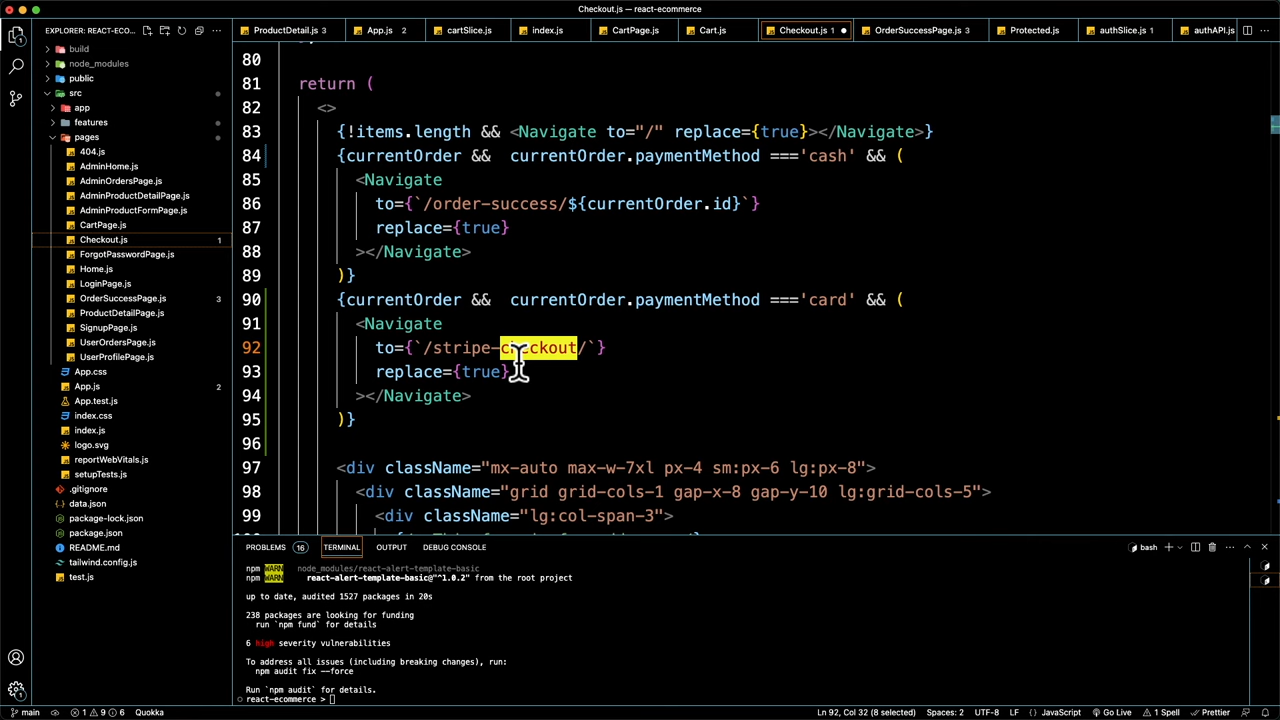 Checkout.js — react-ecommerce
EXPLORER: REACT-ECO...
ProductDetail.js 3
App.js 2
cartSlice.js
index.js
CartPage.js
Cart.js
Checkout.js 1
OrderSuccessPage.js 3
Protected.js
authSlice.js 1
authAPI.js
build
node_modules
public
src
app
features
pages
404.js
AdminHome.js
AdminOrdersPage.js
AdminProductDetailPage.js
AdminProductFormPage.js
CartPage.js
Checkout.js 1
ForgotPasswordPage.js
Home.js
LoginPage.js
OrderSuccessPage.js 3
ProductDetailPage.js
SignupPage.js
UserOrdersPage.js
UserProfilePage.js
App.css
App.js 2
App.test.js
index.css
index.js
logo.svg
reportWebVitals.js
setupTests.js
.gitignore
data.json
package-lock.json
package.json
README.md
tailwind.config.js
test.js
80
81 return (
82 <>
83 {!items.length && <Navigate to="/" replace={true}></Navigate>}
84 {currentOrder && currentOrder.paymentMethod ==='cash' && (
85 <Navigate
86 to={`/order-success/${currentOrder.id}`}
87 replace={true}
88 ></Navigate>
89 )}
90 {currentOrder && currentOrder.paymentMethod ==='card' && (
91 <Navigate
92 to={`/stripe-checkout/`}
93 replace={true}
94 ></Navigate>
95 )}
96
97 <div className="mx-auto max-w-7xl px-4 sm:px-6 lg:px-8">
98 <div className="grid grid-cols-1 gap-x-8 gap-y-10 lg:grid-cols-5">
99 <div className="lg:col-span-3">
PROBLEMS 16 TERMINAL OUTPUT DEBUG CONSOLE
bash
npm WARN node_modules/react-alert-template-basic
npm WARN react-alert-template-basic@"^1.0.2" from the root project
up to date, audited 1527 packages in 20s
238 packages are looking for funding
run `npm fund` for details
6 high severity vulnerabilities
To address all issues (including breaking changes), run:
npm audit fix --force
Run `npm audit` for details.
react-ecommerce >
main 1 9 6 Quokka
Ln 92, Col 32 (8 selected) Spaces: 2 UTF-8 LF JavaScript Go Live 1 Spell Prettier